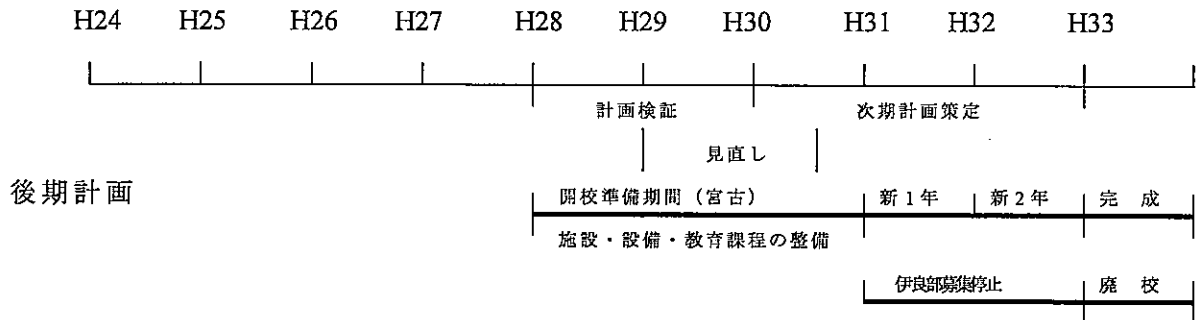 H24 H25 H26 H27 H28 H29 H30 H31 H32 H33
計画検証 次期計画策定
見直し
後期計画
開校準備期間（宮古） 新1年 新2年 完 成
施設・設備・教育課程の整備
伊良部募集停止 廃 校